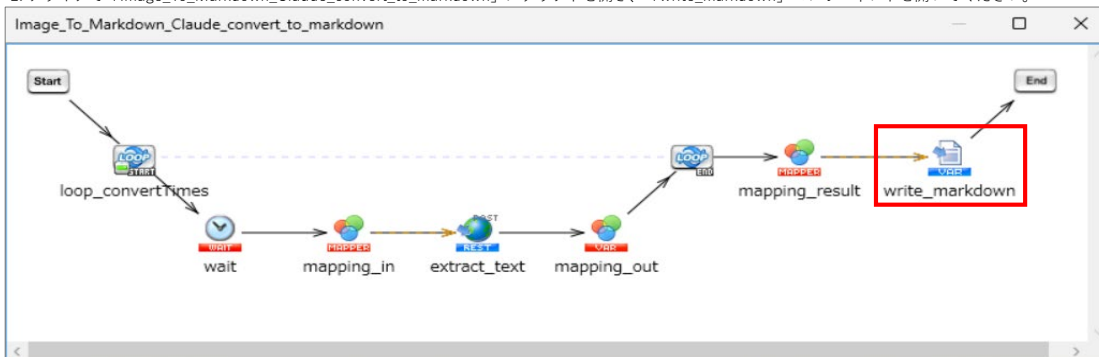 Image_To_Markdown_Claude_convert_to_markdown
Start
End
LOOP
START
LOOP
END
MAPPER
VAR
loop_convertTimes
mapping_result
write_markdown
POST
WAIT
MAPPER
REST
VAR
wait
mapping_in
extract_text
mapping_out